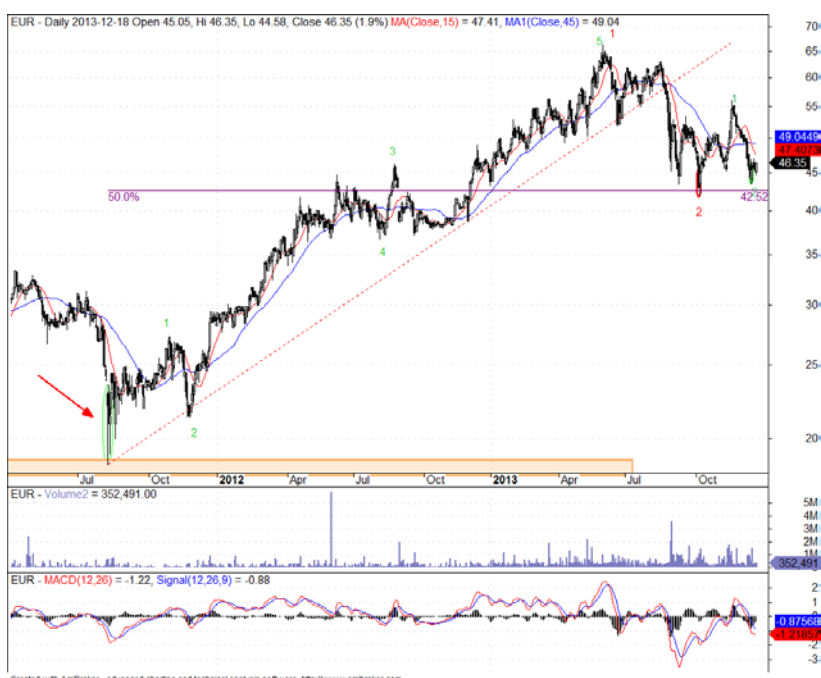 EUR - Daily 2013-12-18 Open 45.05, Hi 46.35, Lo 44.58, Close 46.35 (1.9%) MA(Close,15) = 47.41, MA1(Close,45) = 49.04
70
65
60
55
49.0449
47.4073
46.35
45
42.52
40
35
30
25
20
5
1
3
4
1
2
1
2
50.0%
Jul
Oct
2012
Apr
Jul
Oct
2013
Apr
Jul
Oct
EUR - Volume2 = 352,491.00
5M
4M
3M
2M
1M
352,491
EUR - MACD(12,26) = -1.22, Signal(12,26,9) = -0.88
2
1
0
-0.87568
-1.21857
-2
-3